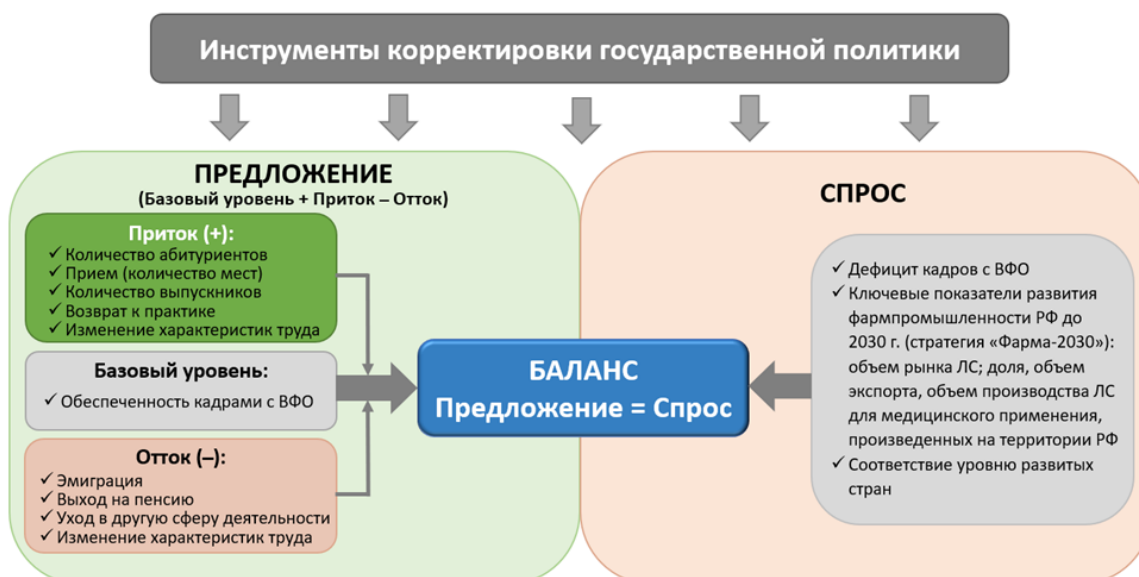 Инструменты корректировки государственной политики
ПРЕДЛОЖЕНИЕ
(Базовый уровень + Приток – Отток)
Приток (+):
✓ Количество абитуриентов
✓ Прием (количество мест)
✓ Количество выпускников
✓ Возврат к практике
✓ Изменение характеристик труда
Базовый уровень:
✓ Обеспеченность кадрами с ВФО
Отток (–):
✓ Эмиграция
✓ Выход на пенсию
✓ Уход в другую сферу деятельности
✓ Изменение характеристик труда
БАЛАНС
Предложение = Спрос
СПРОС
✓ Дефицит кадров с ВФО
✓ Ключевые показатели развития
фармпромышленности РФ до
2030 г. (стратегия «Фарма-2030»):
объем рынка ЛС; доля, объем
экспорта, объем производства ЛС
для медицинского применения,
произведенных на территории РФ
✓ Соответствие уровню развитых
стран